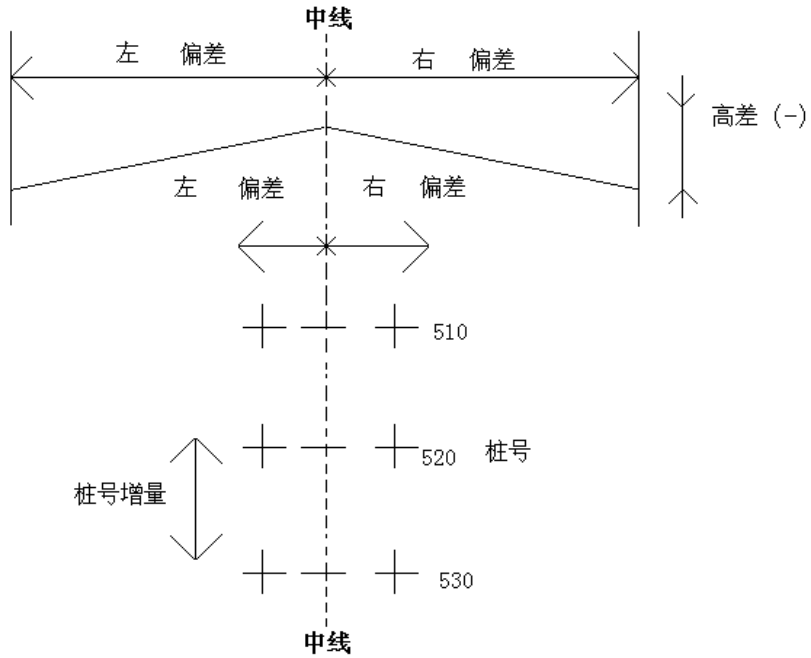 中线
左 偏差 右 偏差
高差 (-)
左 偏差 右 偏差
510
520 桩号
桩号增量
530
中线